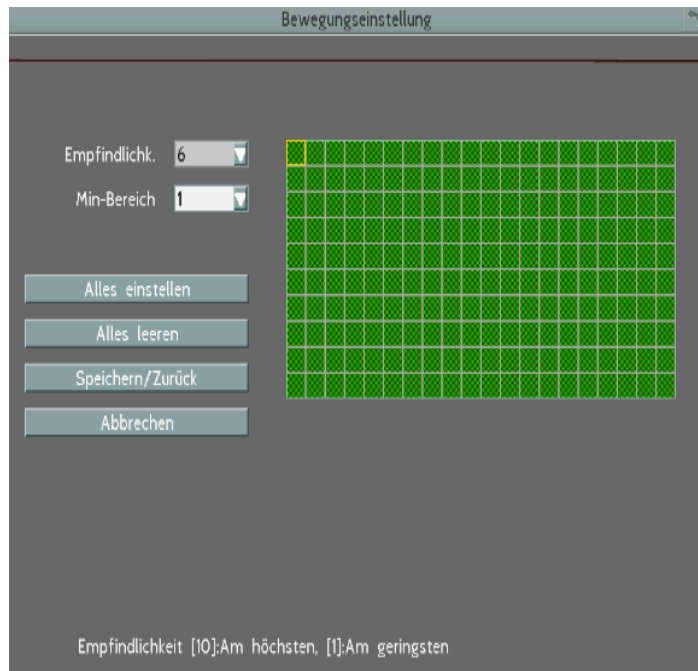 Bewegungseinstellung
Empfindlichk. 6
Min-Bereich 1
Alles einstellen
Alles leeren
Speichern/Zurück
Abbrechen
Empfindlichkeit [10]:Am höchsten, [1]:Am geringsten